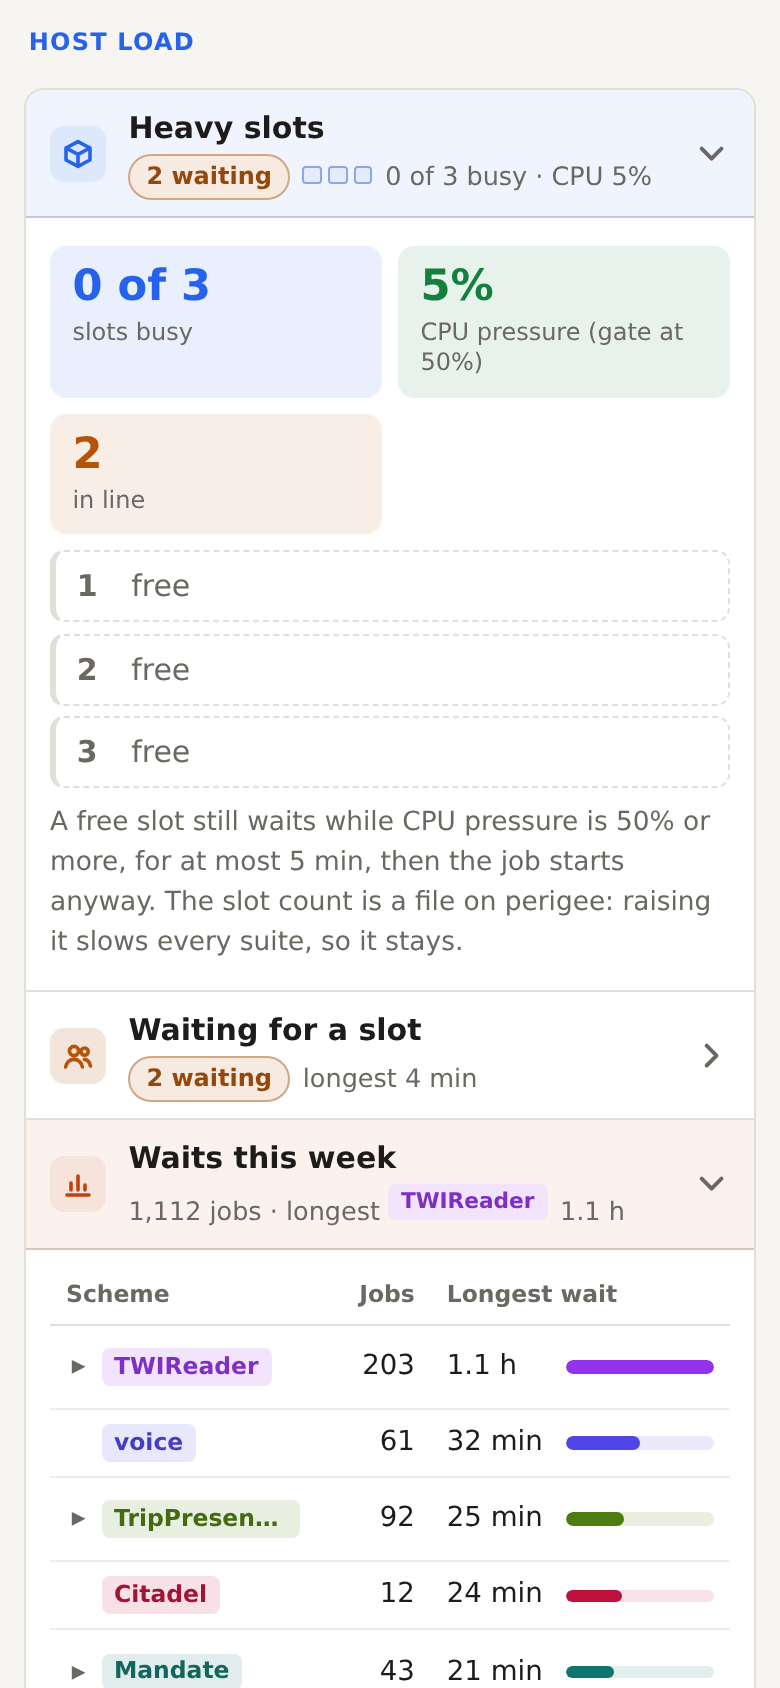 HOST LOAD
Heavy slots
2 waiting 0 of 3 busy · CPU 5%
0 of 3
slots busy
5%
CPU pressure (gate at
50%)
2
in line
1 free
2 free
3 free
A free slot still waits while CPU pressure is 50% or
more, for at most 5 min, then the job starts
anyway. The slot count is a file on perigee: raising
it slows every suite, so it stays.
Waiting for a slot
2 waiting longest 4 min
Waits this week
1,112 jobs · longest TWIReader 1.1 h
Scheme Jobs Longest wait
▶ TWIReader 203 1.1 h
voice 61 32 min
▶ TripPresen… 92 25 min
Citadel 12 24 min
▶ Mandate 43 21 min